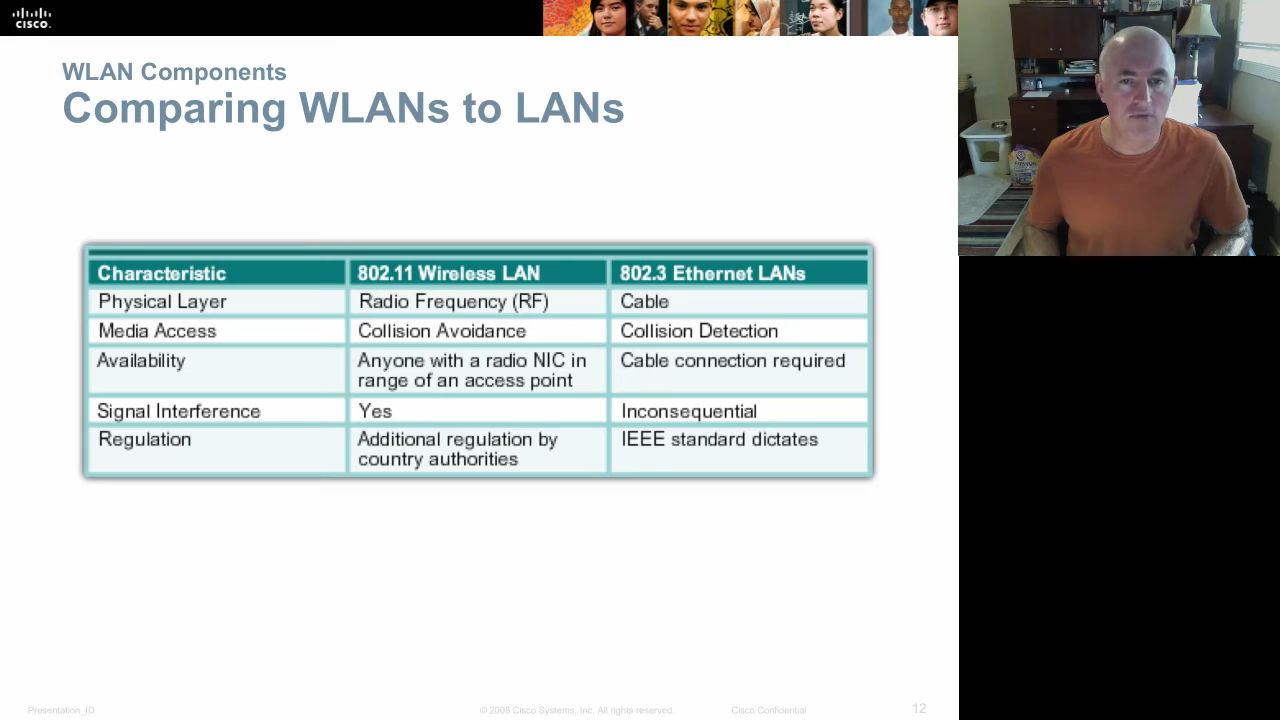 CISCO.
WLAN Components
Comparing WLANs to LANs
Characteristic 802.11 Wireless LAN 802.3 Ethernet LANs
Physical Layer Radio Frequency (RF) Cable
Media Access Collision Avoidance Collision Detection
Availability Anyone with a radio NIC in Cable connection required
range of an access point
Signal Interference Yes Inconsequential
Regulation Additional regulation by IEEE standard dictates
country authorities
Presentation_ID © 2008 Cisco Systems, Inc. All rights reserved. Cisco Confidential 12